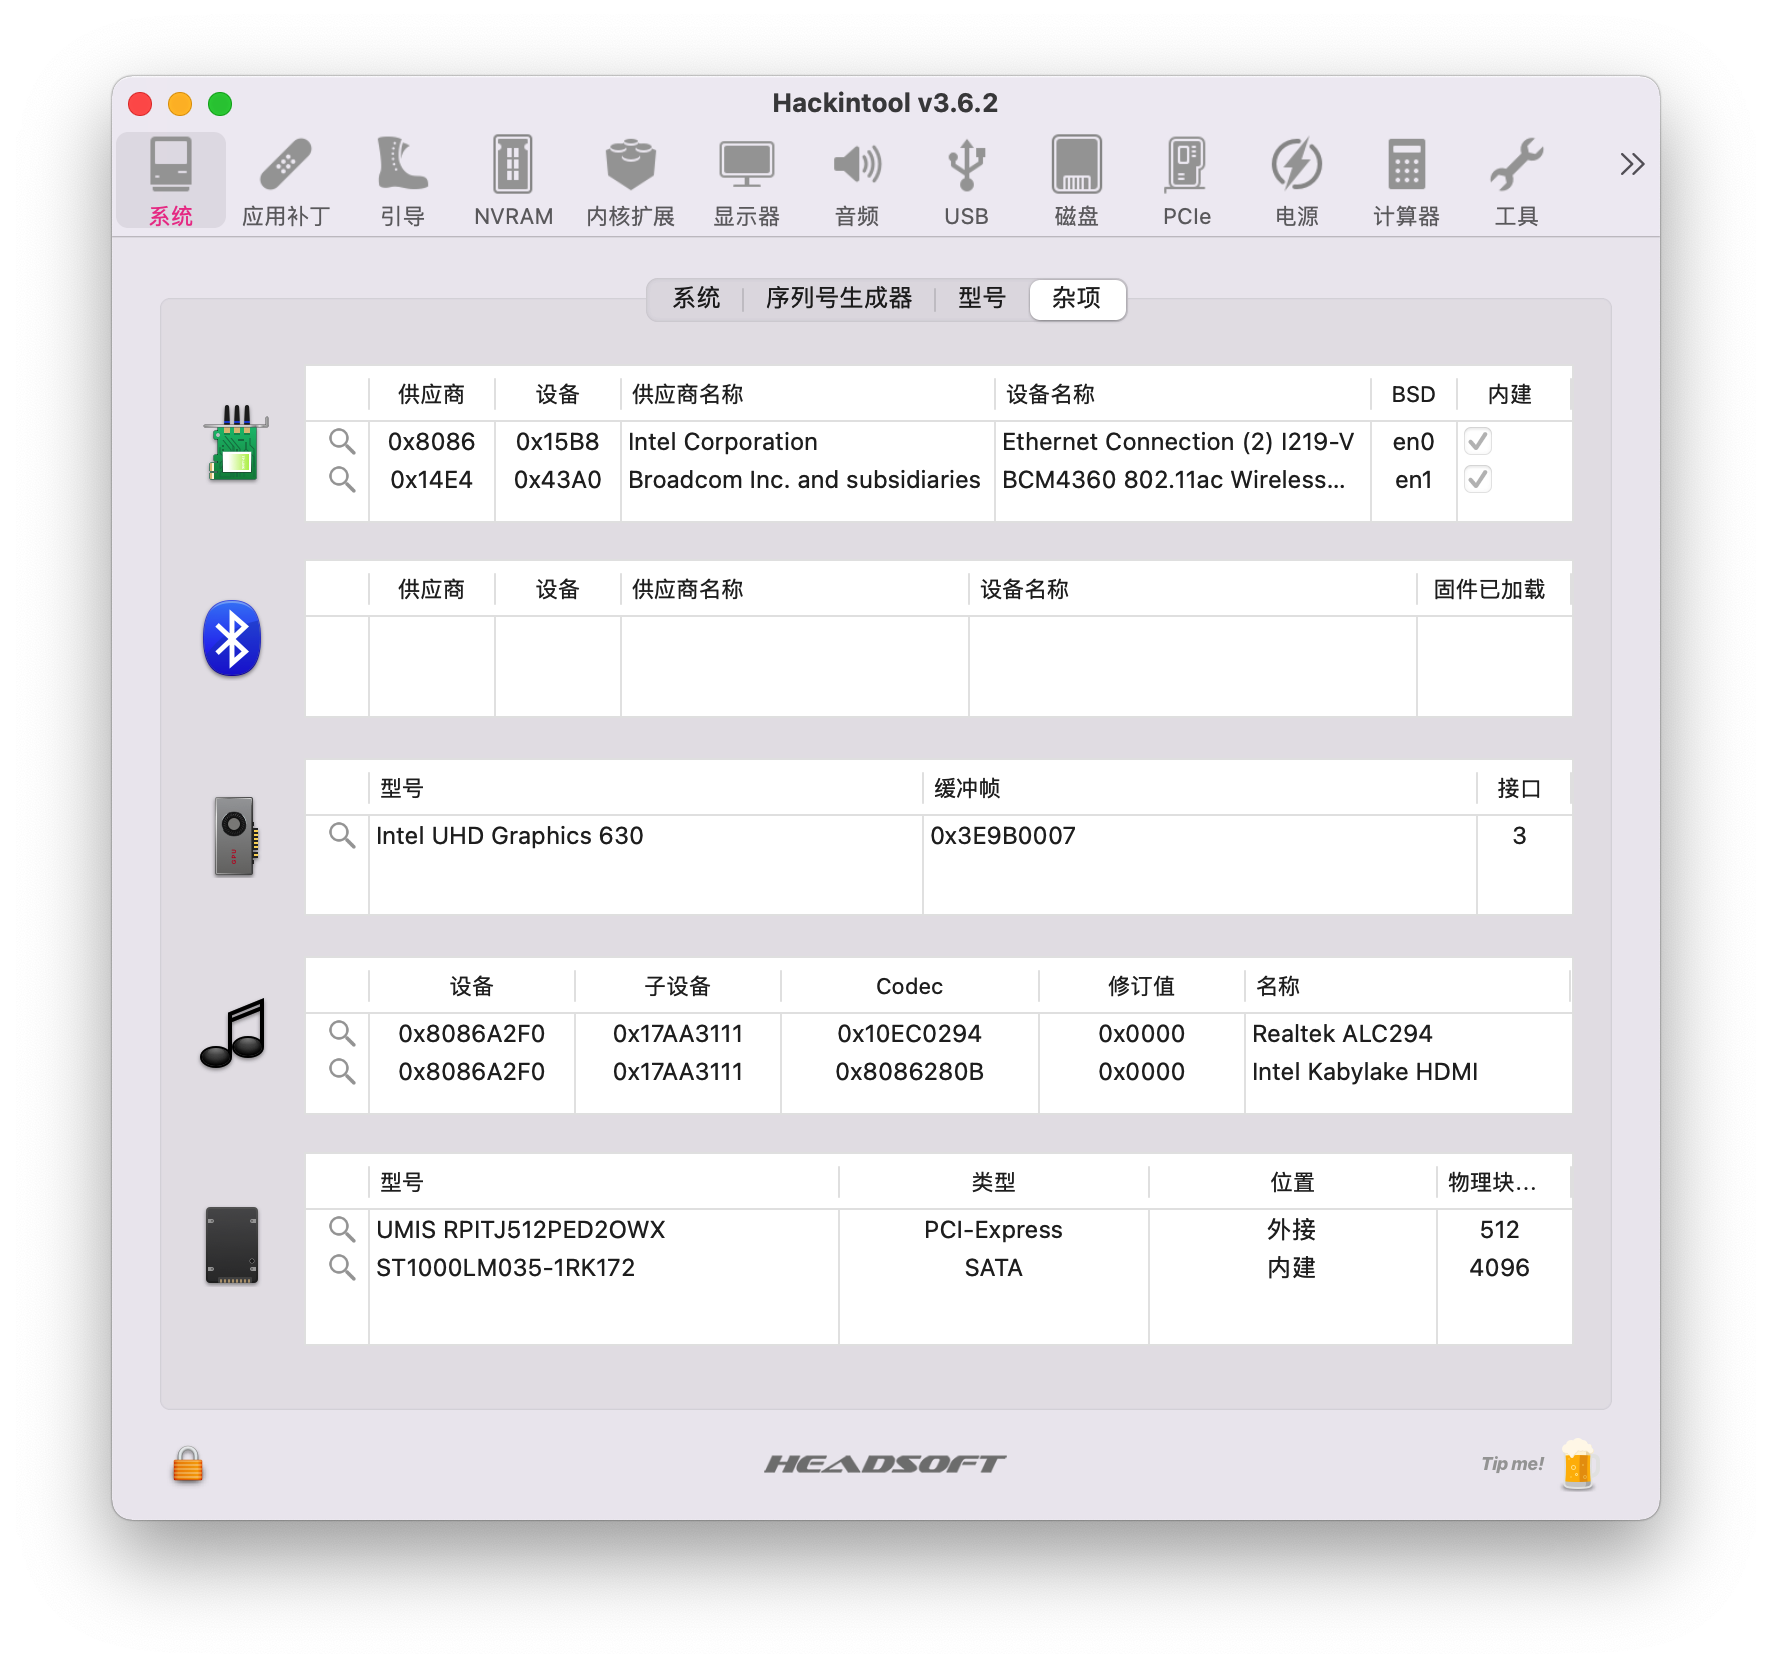 Hackintool v3.6.2
系统 应用补丁 引导 NVRAM 内核扩展 显示器 音频 USB 磁盘 PCIe 电源 计算器 工具
系统 序列号生成器 型号 杂项
供应商 设备 供应商名称 设备名称 BSD 内建
0x8086 0x15B8 Intel Corporation Ethernet Connection (2) I219-V en0
0x14E4 0x43A0 Broadcom Inc. and subsidiaries BCM4360 802.11ac Wireless... en1
供应商 设备 供应商名称 设备名称 固件已加载
型号 缓冲帧 接口
Intel UHD Graphics 630 0x3E9B0007 3
设备 子设备 Codec 修订值 名称
0x8086A2F0 0x17AA3111 0x10EC0294 0x0000 Realtek ALC294
0x8086A2F0 0x17AA3111 0x8086280B 0x0000 Intel Kabylake HDMI
型号 类型 位置 物理块...
UMIS RPITJ512PED2OWX PCI-Express 外接 512
ST1000LM035-1RK172 SATA 内建 4096
HEADSOFT
Tip me!